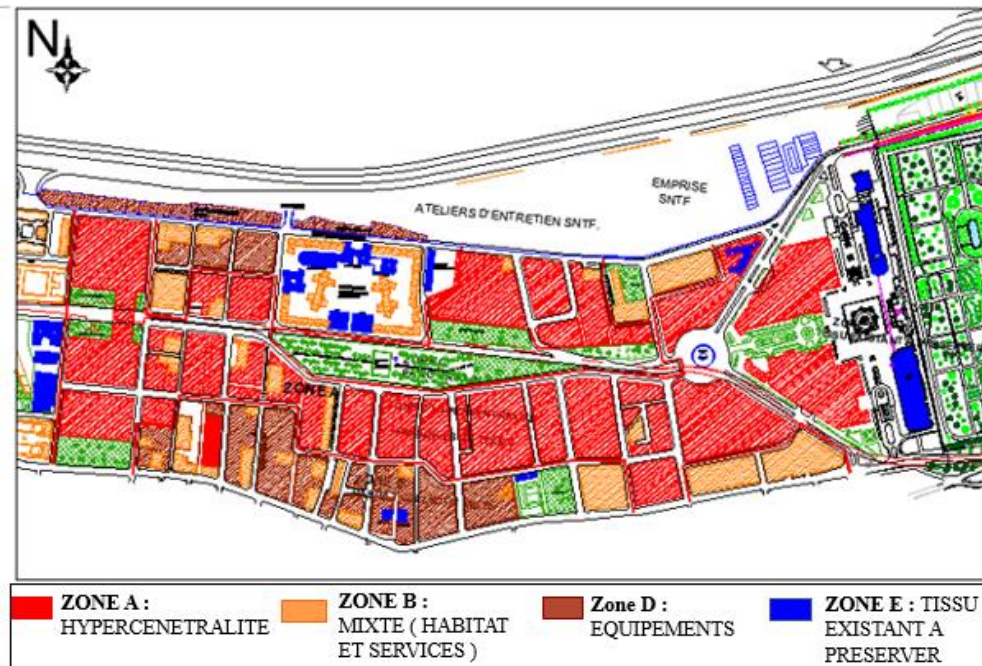 N
EMPRISE
SNTF
ATELIERS D'ENTRETIEN SNTF.
ZONE A
ZONE A :
HYPERCENETRALITE
ZONE B :
MIXTE ( HABITAT
ET SERVICES )
Zone D :
EQUIPEMENTS
ZONE E : TISSU
EXISTANT A
PRESERVER